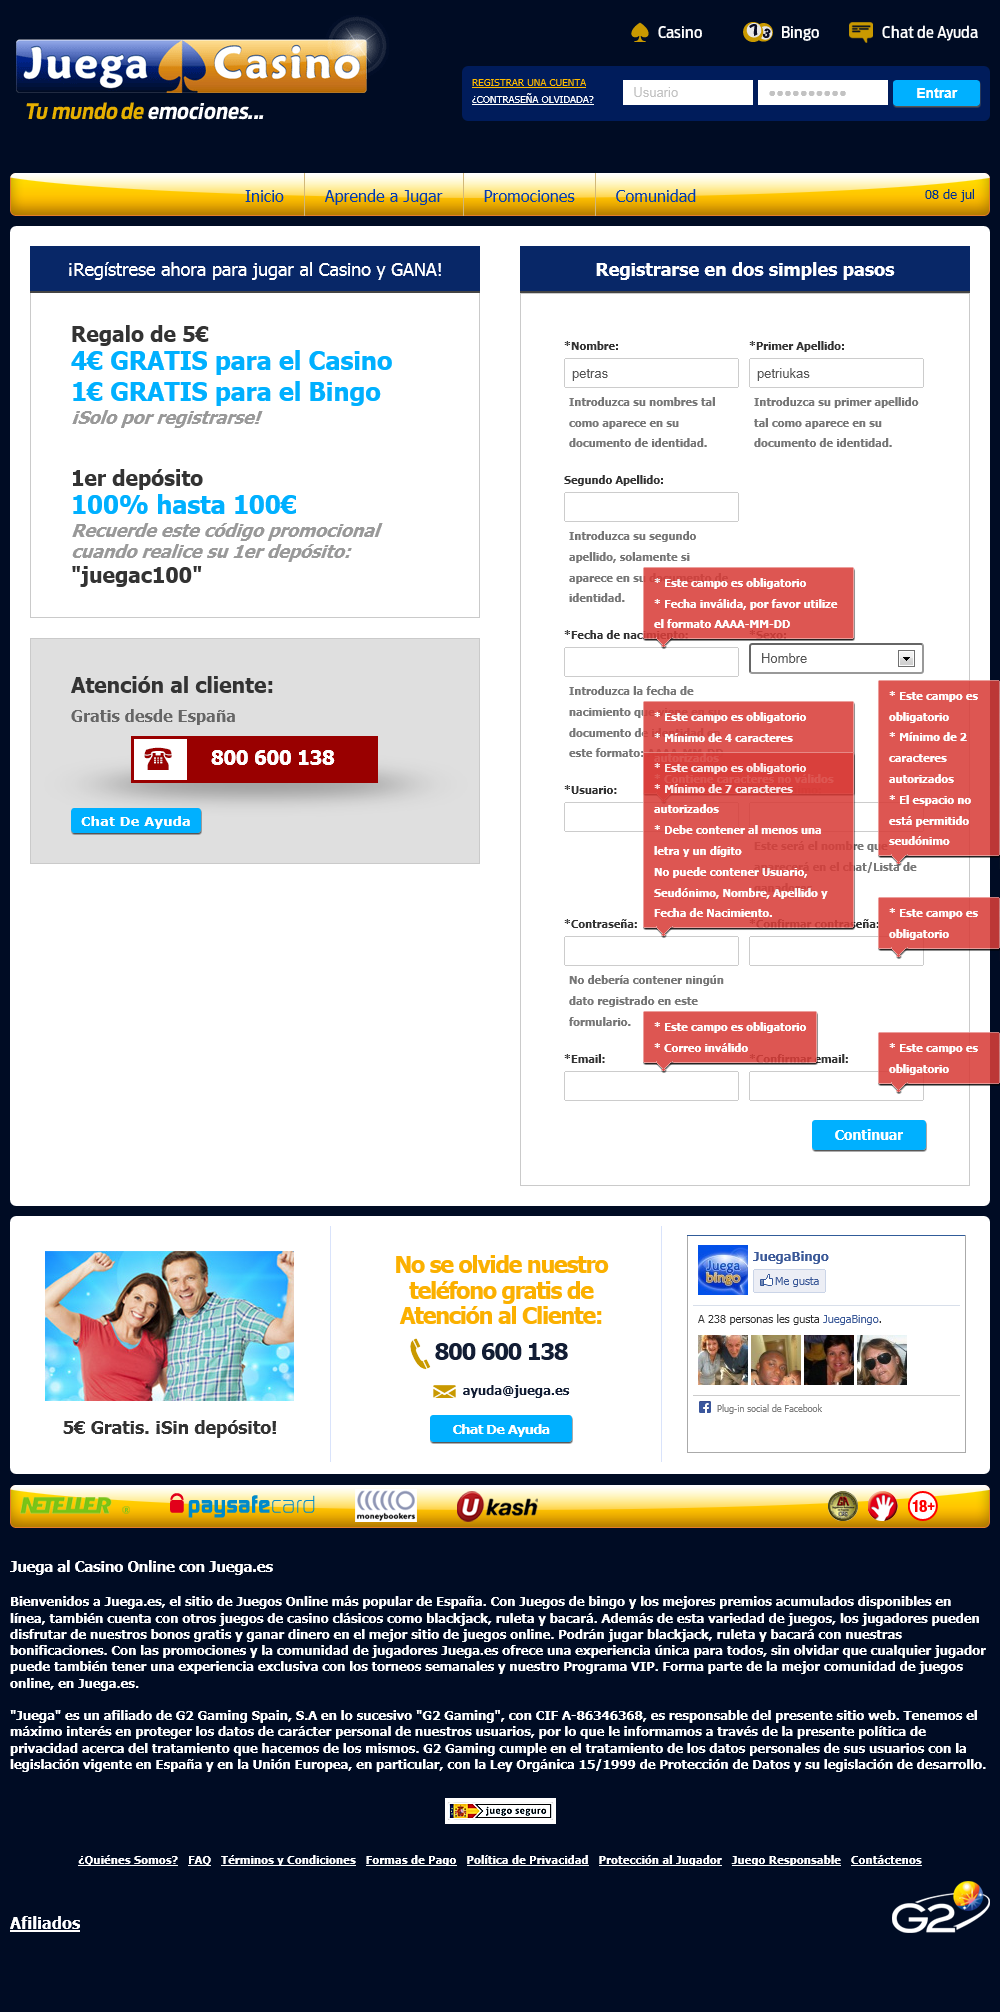 Casino
Bingo
Chat de Ayuda
Juega Casino
Tu mundo de emociones...
REGISTRAR UNA CUENTA
¿CONTRASEÑA OLVIDADA?
Usuario
Entrar
Inicio
Aprende a Jugar
Promociones
Comunidad
08 de jul
¡Regístrese ahora para jugar al Casino y GANA!
Regalo de 5€
4€ GRATIS para el Casino
1€ GRATIS para el Bingo
¡Solo por registrarse!
1er depósito
100% hasta 100€
Recuerde este código promocional
cuando realice su 1er depósito:
"juegac100"
Atención al cliente:
Gratis desde España
800 600 138
Chat De Ayuda
Registrarse en dos simples pasos
*Nombre:
*Primer Apellido:
petras
petriukas
Introduzca su nombres tal
como aparece en su
documento de identidad.
Introduzca su primer apellido
tal como aparece en su
documento de identidad.
Segundo Apellido:
Introduzca su segundo
apellido, solamente si
aparece en su documento de
identidad.
* Este campo es obligatorio
* Fecha inválida, por favor utilize
el formato AAAA-MM-DD
*Fecha de nacimiento:
*Sexo:
Hombre
Introduzca la fecha de
nacimiento que viene en su
documento de identidad en
este formato: AAAA-MM-DD
* Este campo es obligatorio
* Mínimo de 4 caracteres
autorizados
* Contiene caracteres no válidos
* Este campo es
obligatorio
* Mínimo de 2
caracteres
autorizados
* El espacio no
está permitido
seudónimo
*Usuario:
Este será el nombre que
aparecerá en el chat/Lista de
* Este campo es obligatorio
* Mínimo de 7 caracteres
autorizados
* Debe contener al menos una
letra y un dígito
No puede contener Usuario,
Seudónimo, Nombre, Apellido y
Fecha de Nacimiento.
* Este campo es
obligatorio
*Contraseña:
*Confirmar contraseña:
No debería contener ningún
dato registrado en este
formulario.
* Este campo es obligatorio
* Correo inválido
* Este campo es
obligatorio
*Email:
*Confirmar email:
Continuar
5€ Gratis. ¡Sin depósito!
No se olvide nuestro
teléfono gratis de
Atención al Cliente:
800 600 138
ayuda@juega.es
Chat De Ayuda
Juega
bingo
JuegaBingo
Me gusta
A 238 personas les gusta JuegaBingo.
Plug-in social de Facebook
NETELLER
paysafecard
moneybookers
Ukash
18+
Juega al Casino Online con Juega.es
Bienvenidos a Juega.es, el sitio de Juegos Online más popular de España. Con Juegos de bingo y los mejores premios acumulados disponibles en
línea, también cuenta con otros juegos de casino clásicos como blackjack, ruleta y bacará. Además de esta variedad de juegos, los jugadores pueden
disfrutar de nuestros bonos gratis y ganar dinero en el mejor sitio de juegos online. Podrán jugar blackjack, ruleta y bacará con nuestras
bonificaciones. Con las promociones y la comunidad de jugadores Juega.es ofrece una experiencia única para todos, sin olvidar que cualquier jugador
puede también tener una experiencia exclusiva con los torneos semanales y nuestro Programa VIP. Forma parte de la mejor comunidad de juegos
online, en Juega.es.
"Juega" es un afiliado de G2 Gaming Spain, S.A en lo sucesivo "G2 Gaming", con CIF A-86346368, es responsable del presente sitio web. Tenemos el
máximo interés en proteger los datos de carácter personal de nuestros usuarios, por lo que le informamos a través de la presente política de
privacidad acerca del tratamiento que hacemos de los mismos. G2 Gaming cumple en el tratamiento de los datos personales de sus usuarios con la
legislación vigente en España y en la Unión Europea, en particular, con la Ley Orgánica 15/1999 de Protección de Datos y su legislación de desarrollo.
juego seguro
¿Quiénes Somos?
FAQ
Términos y Condiciones
Formas de Pago
Política de Privacidad
Protección al Jugador
Juego Responsable
Contáctenos
Afiliados
G2